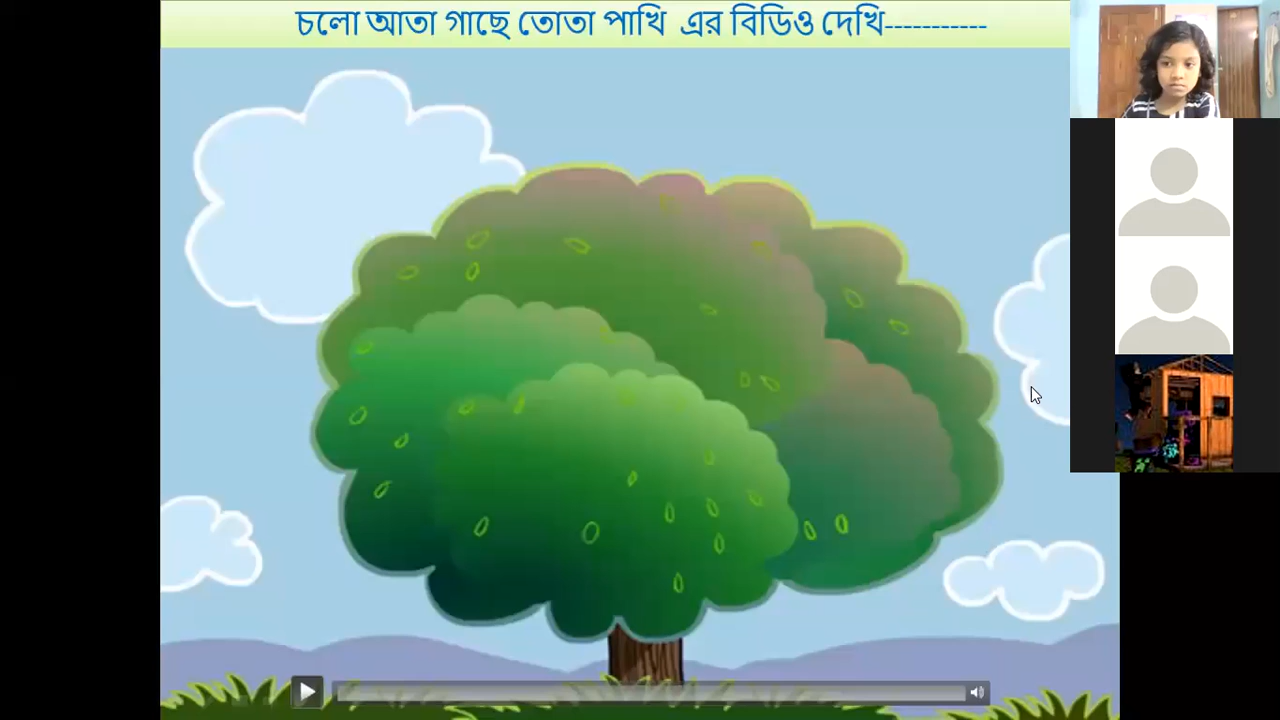 চলো আতা গাছে তোতা পাখি এর বিডিও দেখি-----------